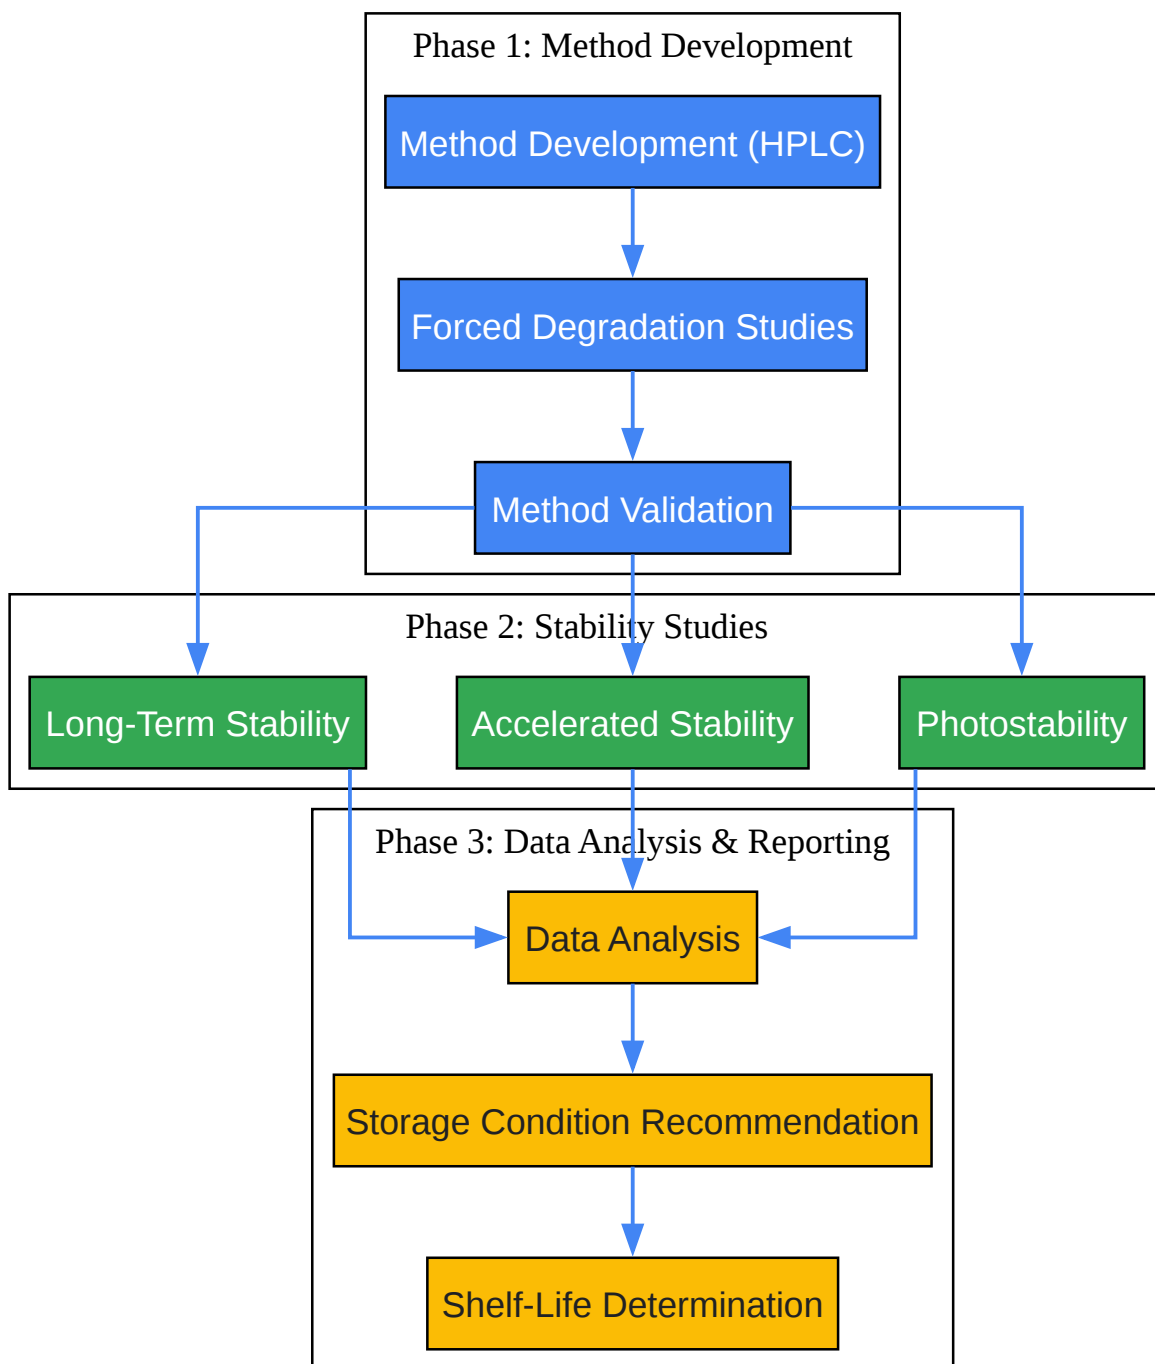 Phase 1: Method Development
Method Development (HPLC)
Forced Degradation Studies
Method Validation
Phase 2: Stability Studies
Long-Term Stability
Accelerated Stability
Photostability
Phase 3: Data Analysis & Reporting
Data Analysis
Storage Condition Recommendation
Shelf-Life Determination